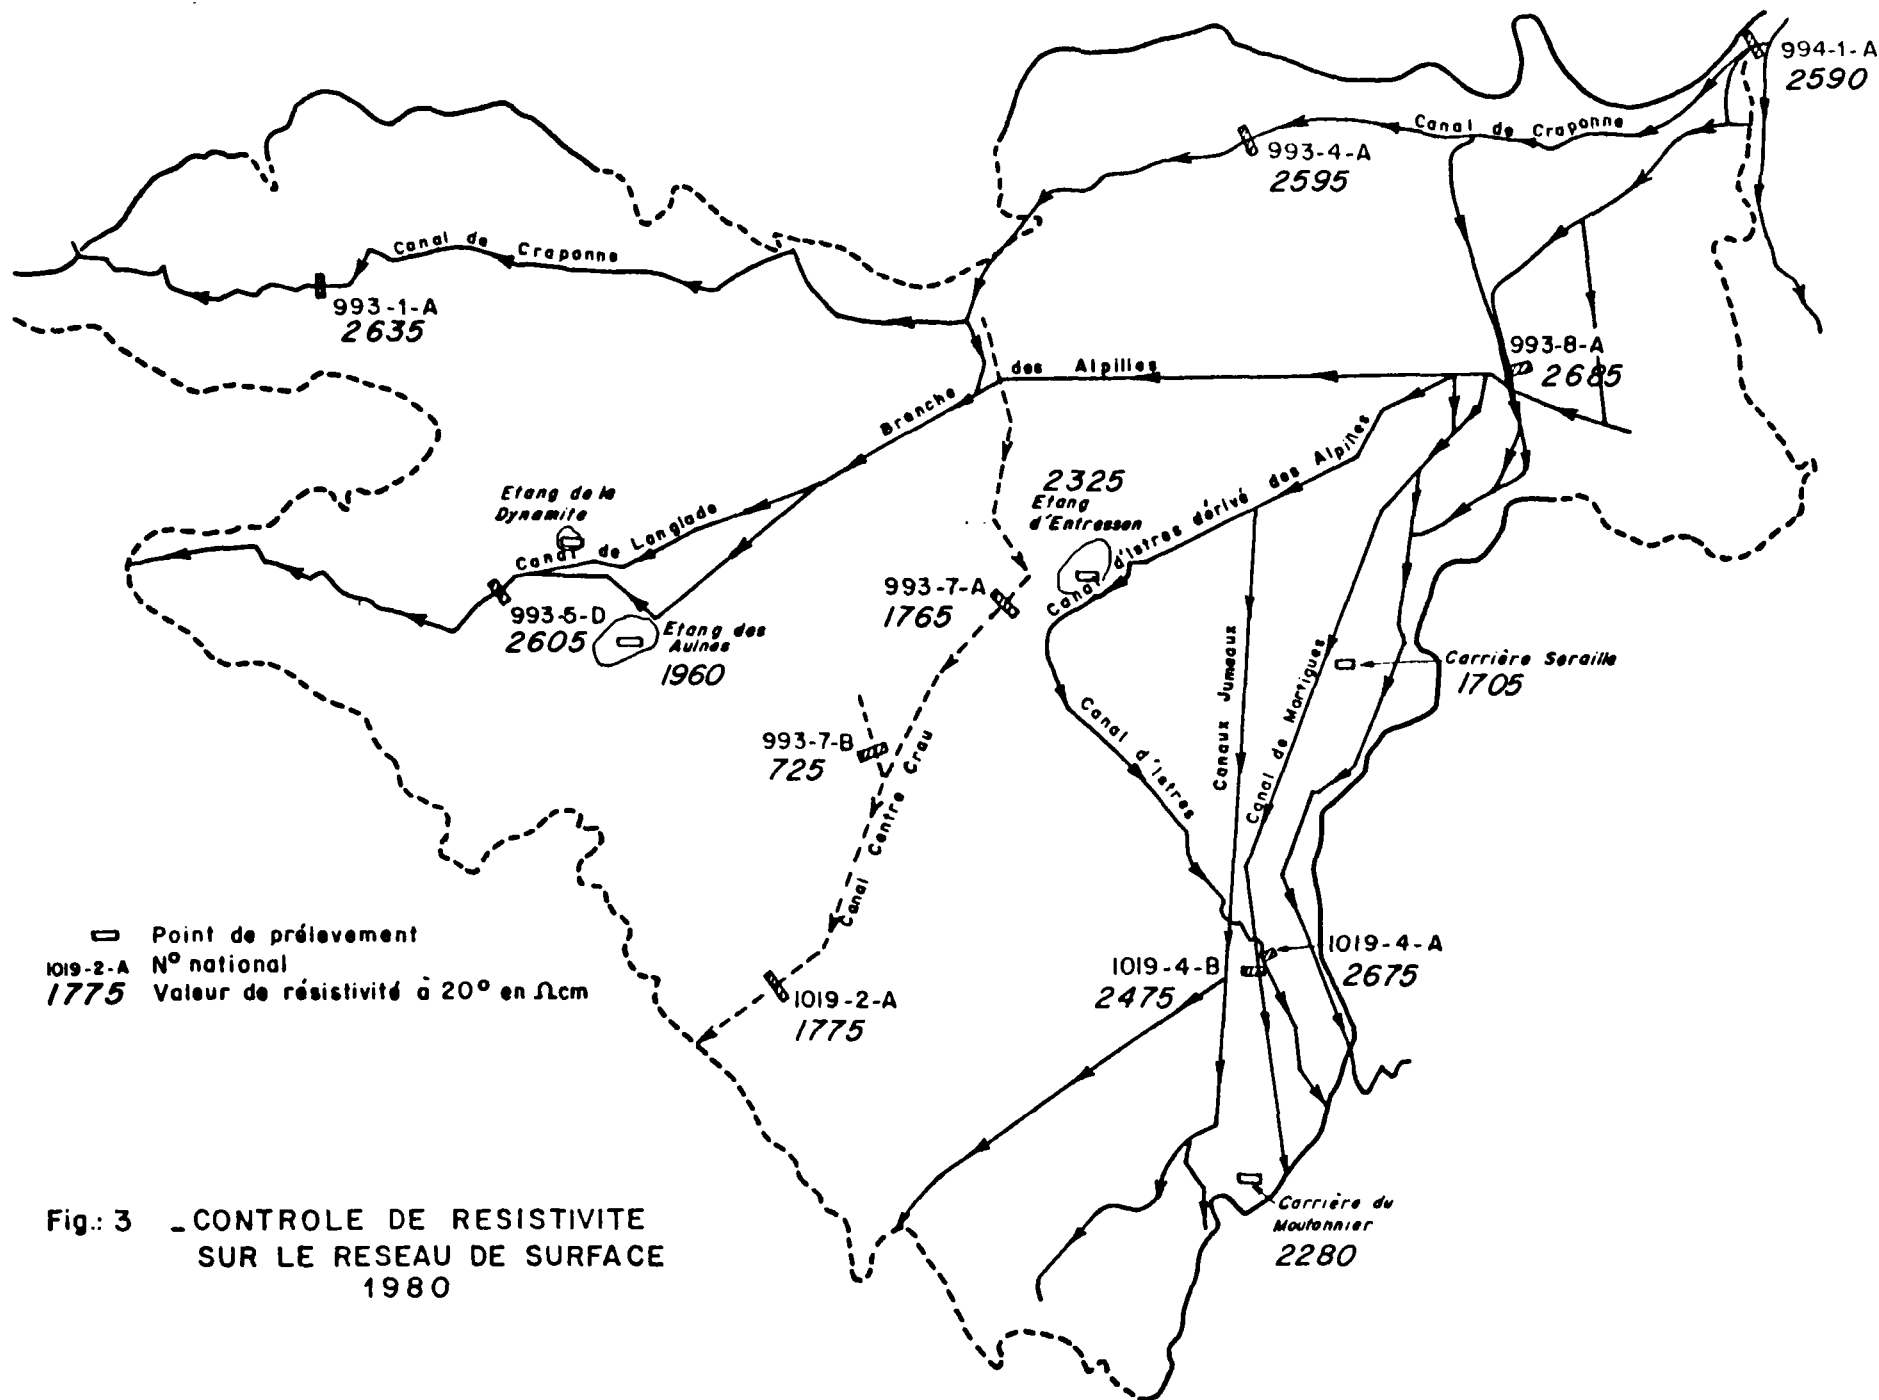 994-1-A
2590
Canal de Craponne
993-4-A
2595
Canal de Craponne
993-1-A
2635
993-8-A
2685
des Alpilles
Branche
2325
Etang
d'Entressen
Etang de la
Dynamite
Canal de Langlade
Canal d'Istres dérivé des Alpines
993-7-A
1765
993-5-D
2605
Etang des
Aulnes
1960
Carrière Seraille
1705
Canaux Jumeaux
Canal de Martigues
Canal d'Istres
993-7-B
725
Canal Centre Crau
Point de prélevement
1019-2-A N° national
1775 Valeur de résistivité à 20° en Ωcm
1019-4-A
2675
1019-4-B
2475
1019-2-A
1775
Carrière du
Moutonnier
2280
Fig.: 3 _ CONTROLE DE RESISTIVITE
SUR LE RESEAU DE SURFACE
1980